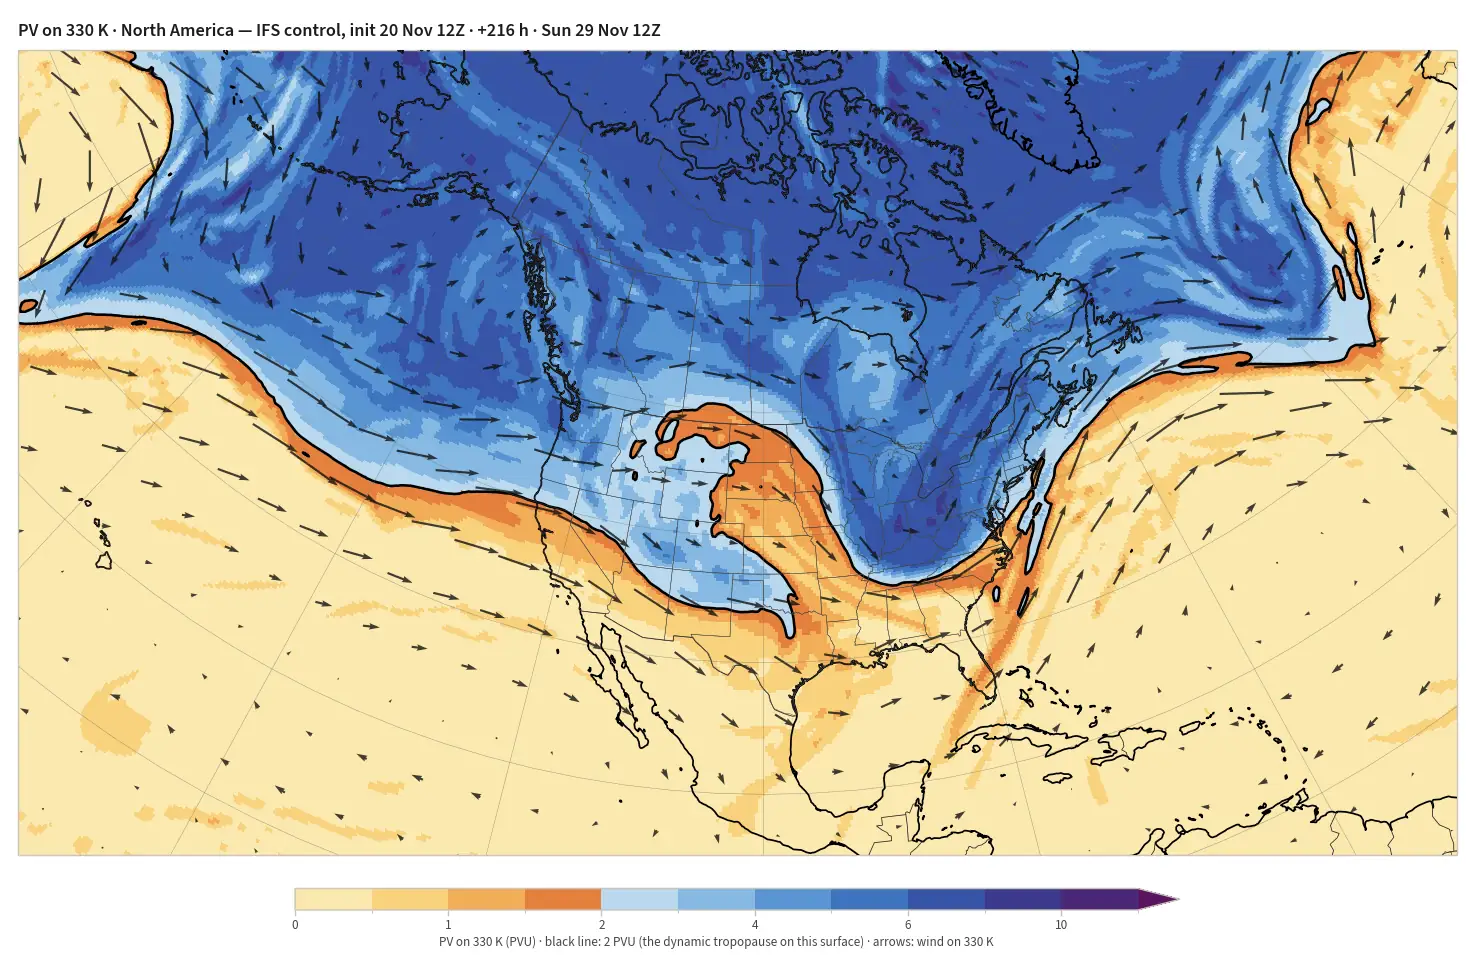 PV on 330 K · North America — IFS control, init 20 Nov 12Z · +216 h · Sun 29 Nov 12Z
0 1 2 4 6 10
PV on 330 K (PVU) · black line: 2 PVU (the dynamic tropopause on this surface) · arrows: wind on 330 K